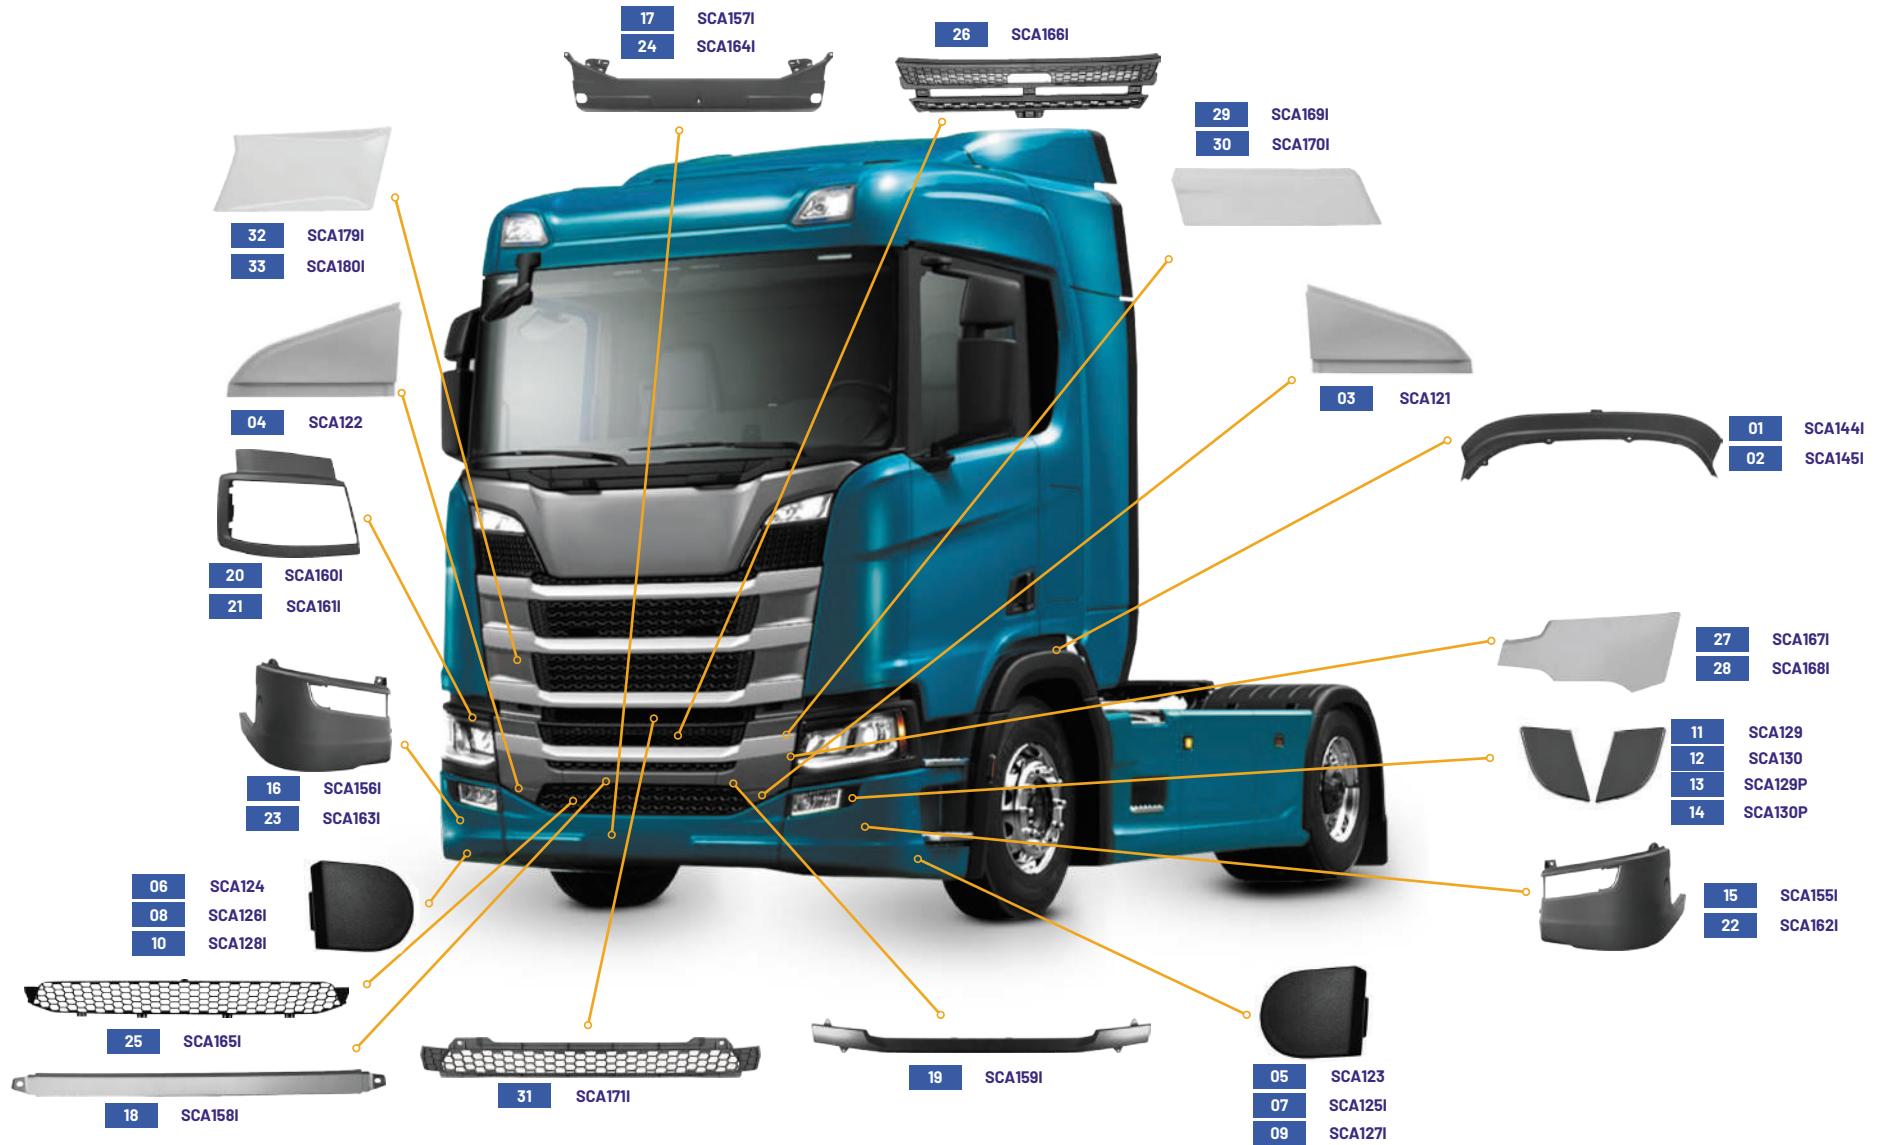 17 SCA157I
24 SCA164I
26 SCA166I
29 SCA169I
30 SCA170I
32 SCA179I
33 SCA180I
03 SCA121
04 SCA122
01 SCA144I
02 SCA145I
20 SCA160I
21 SCA161I
27 SCA167I
28 SCA168I
11 SCA129
12 SCA130
13 SCA129P
14 SCA130P
16 SCA156I
23 SCA163I
06 SCA124
08 SCA126I
10 SCA128I
15 SCA155I
22 SCA162I
25 SCA165I
18 SCA158I
31 SCA171I
19 SCA159I
05 SCA123
07 SCA125I
09 SCA127I